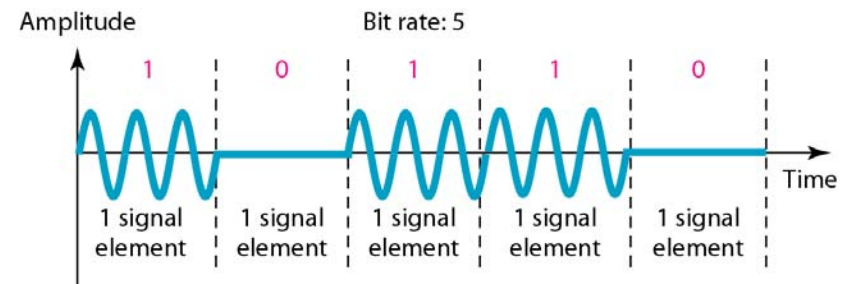 Amplitude
Bit rate: 5
1 0 1 1 0
Time
1 signal element
1 signal element
1 signal element
1 signal element
1 signal element